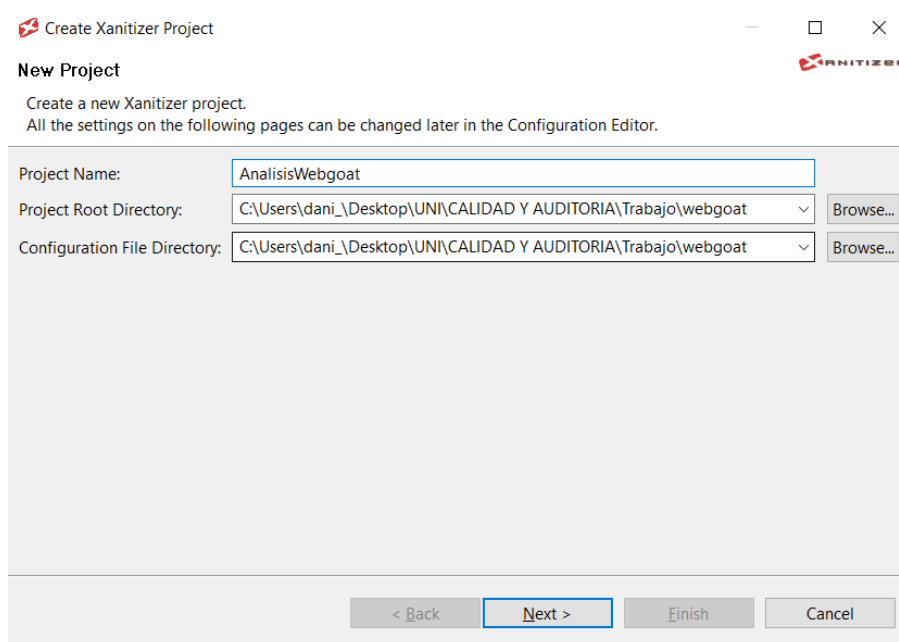 Create Xanitizer Project
New Project
XANITIZER
Create a new Xanitizer project.
All the settings on the following pages can be changed later in the Configuration Editor.
Project Name: AnalisisWebgoat
Project Root Directory: C:\Users\dani_\Desktop\UNI\CALIDAD Y AUDITORIA\Trabajo\webgoat Browse...
Configuration File Directory: C:\Users\dani_\Desktop\UNI\CALIDAD Y AUDITORIA\Trabajo\webgoat Browse...
< Back Next > Finish Cancel